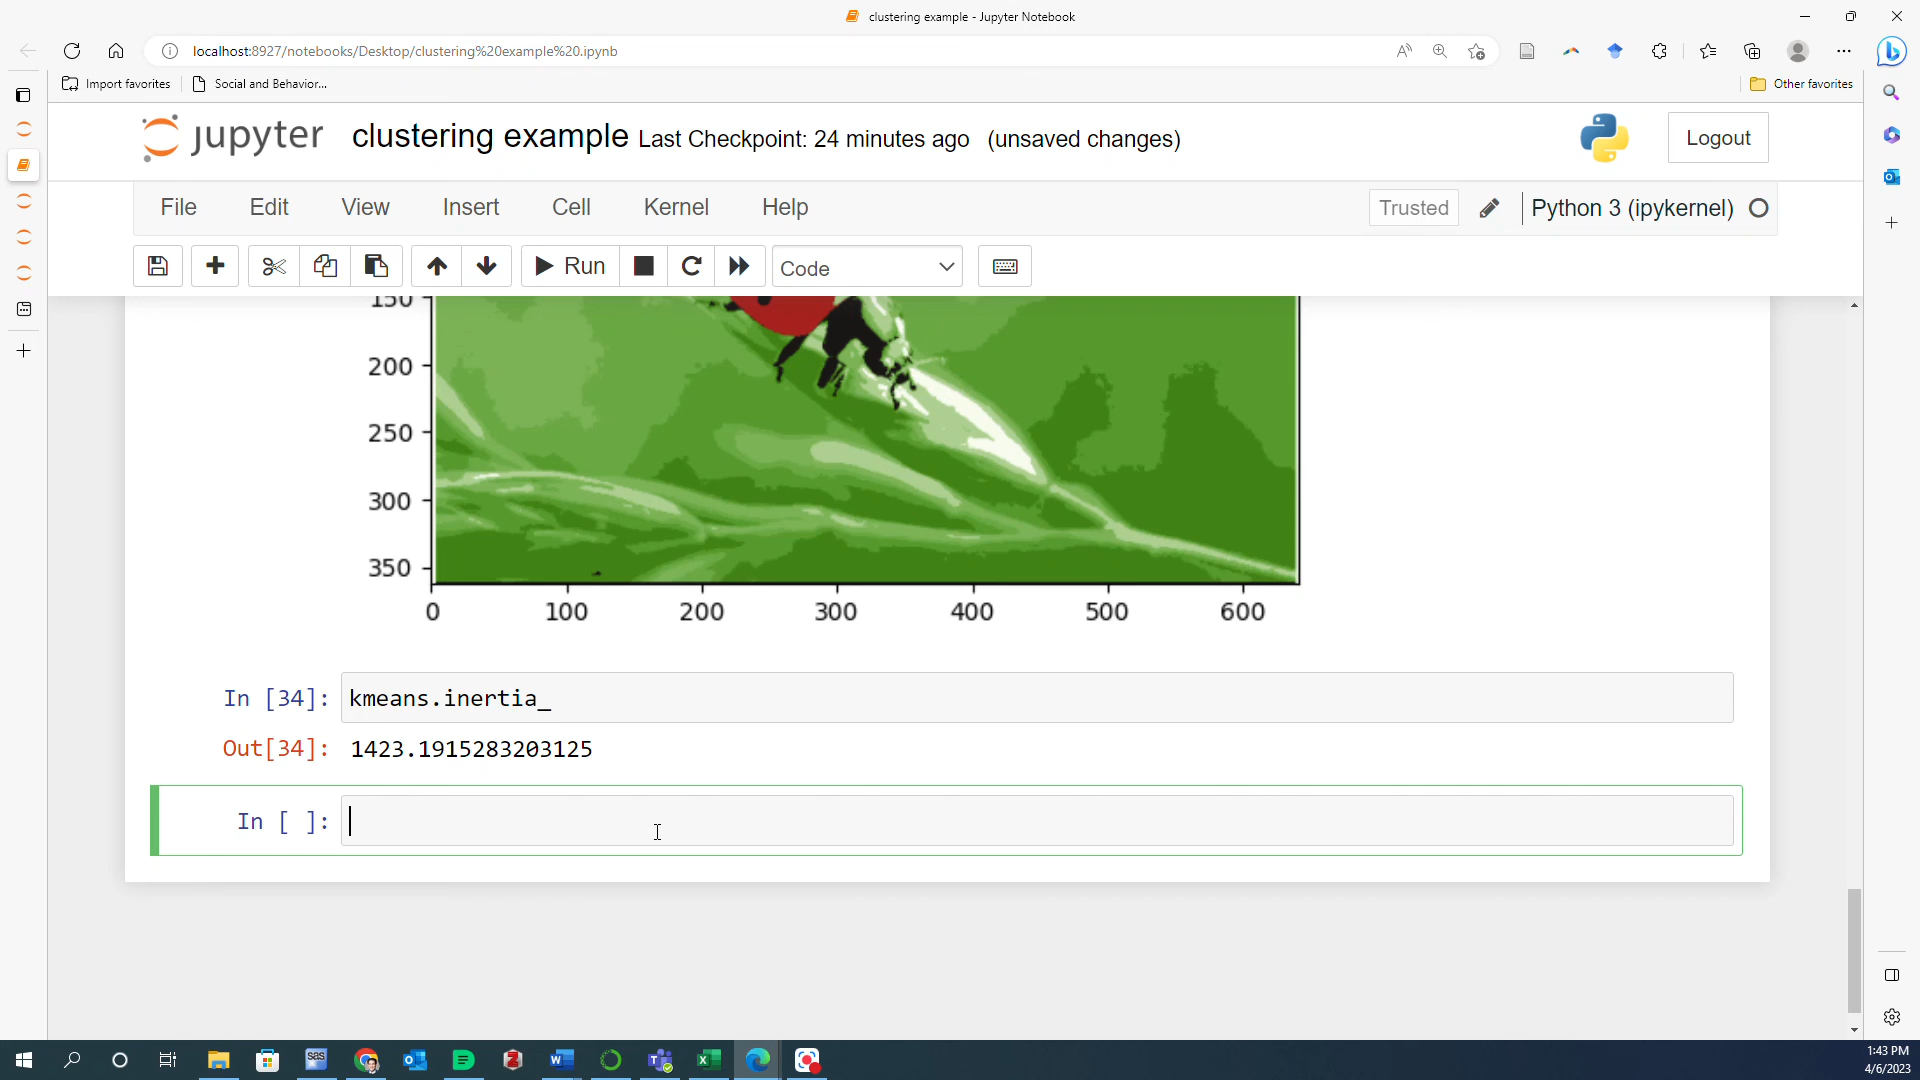 clustering example - Jupyter Notebook
localhost:8927/notebooks/Desktop/clustering%20example%20.ipynb
Import favorites
Social and Behavior...
Other favorites
jupyter clustering example Last Checkpoint: 24 minutes ago (unsaved changes)
Logout
File Edit View Insert Cell Kernel Help
Trusted
Python 3 (ipykernel)
Run
Code
150
200
250
300
350
0 100 200 300 400 500 600
In [34]: kmeans.inertia_
Out[34]: 1423.1915283203125
In [ ]:
1:43 PM
4/6/2023